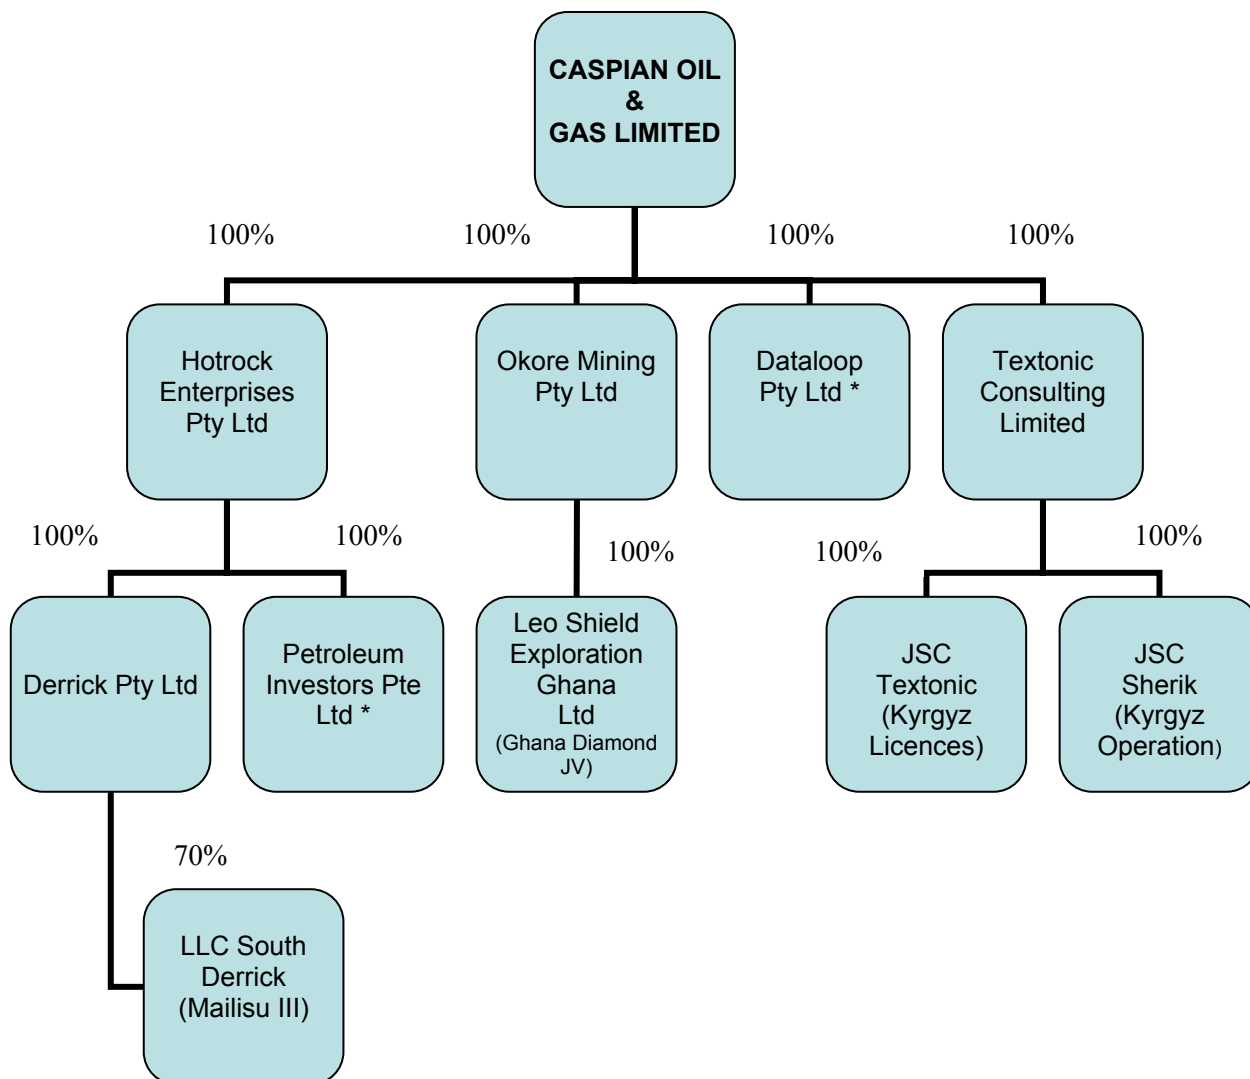 CASPIAN OIL
&
GAS LIMITED
100%
100%
100%
100%
Hotrock
Enterprises
Pty Ltd
Okore Mining
Pty Ltd
Dataloop
Pty Ltd *
Textonic
Consulting
Limited
100%
100%
100%
100%
100%
Derrick Pty Ltd
Petroleum
Investors Pte
Ltd *
Leo Shield
Exploration
Ghana
Ltd
(Ghana Diamond
JV)
JSC
Textonic
(Kyrgyz
Licences)
JSC
Sherik
(Kyrgyz
Operation)
70%
LLC South
Derrick
(Mailisu III)